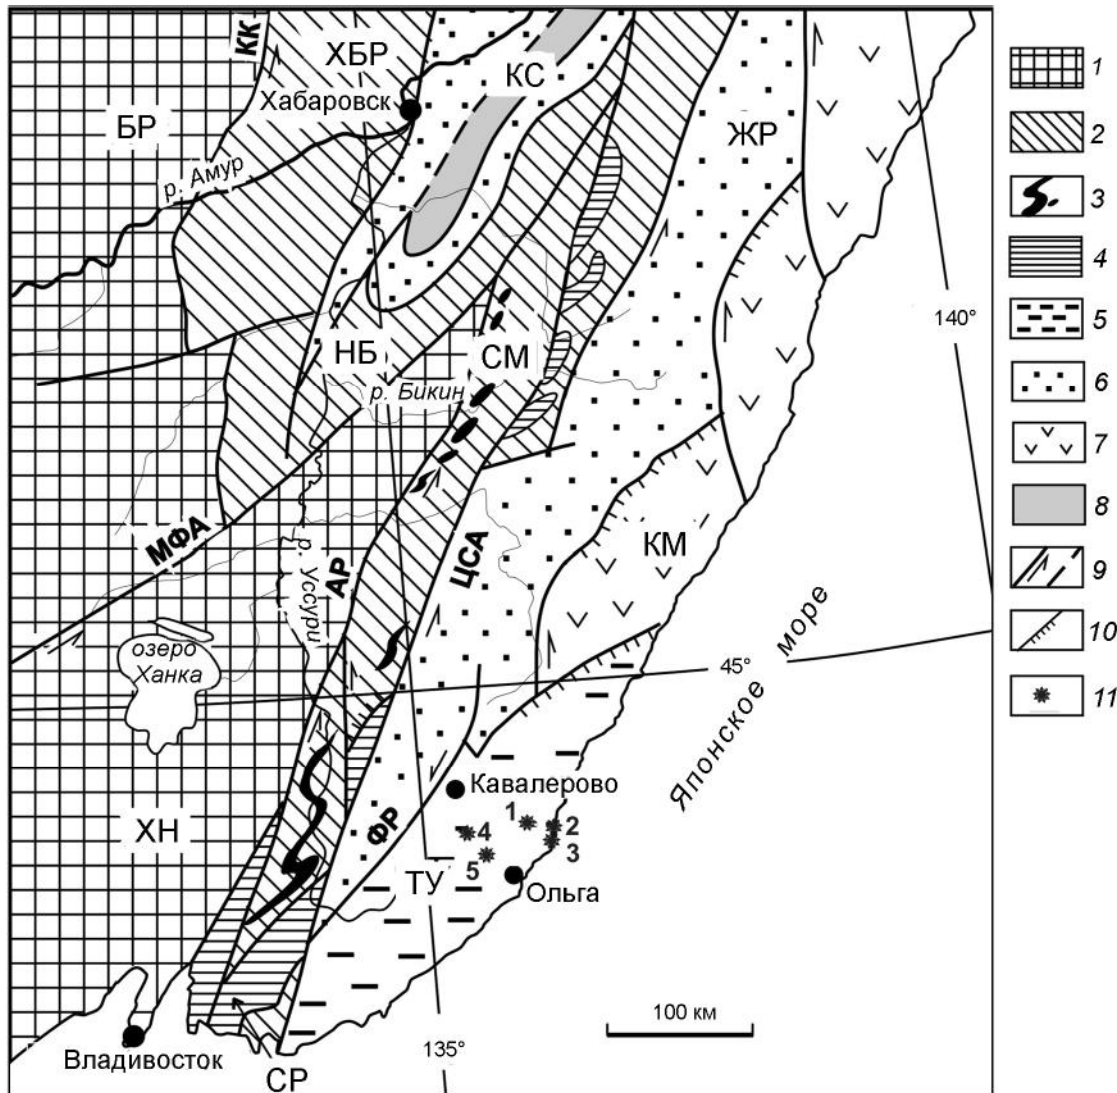 КК
ХБР
КС
Хабаровск
БР
ЖР
р. Амур
140°
НБ
СМ
р. Бикин
МФА
КМ
АР
ЦСА
р. Уссури
море
озеро
Ханка
45°
Японское
Кавалерово
ХН
ФР
1
2
4
3
5
ТУ
Ольга
100 км
Владивосток
135°
СР
1
2
3
4
5
6
7
8
9
10
11